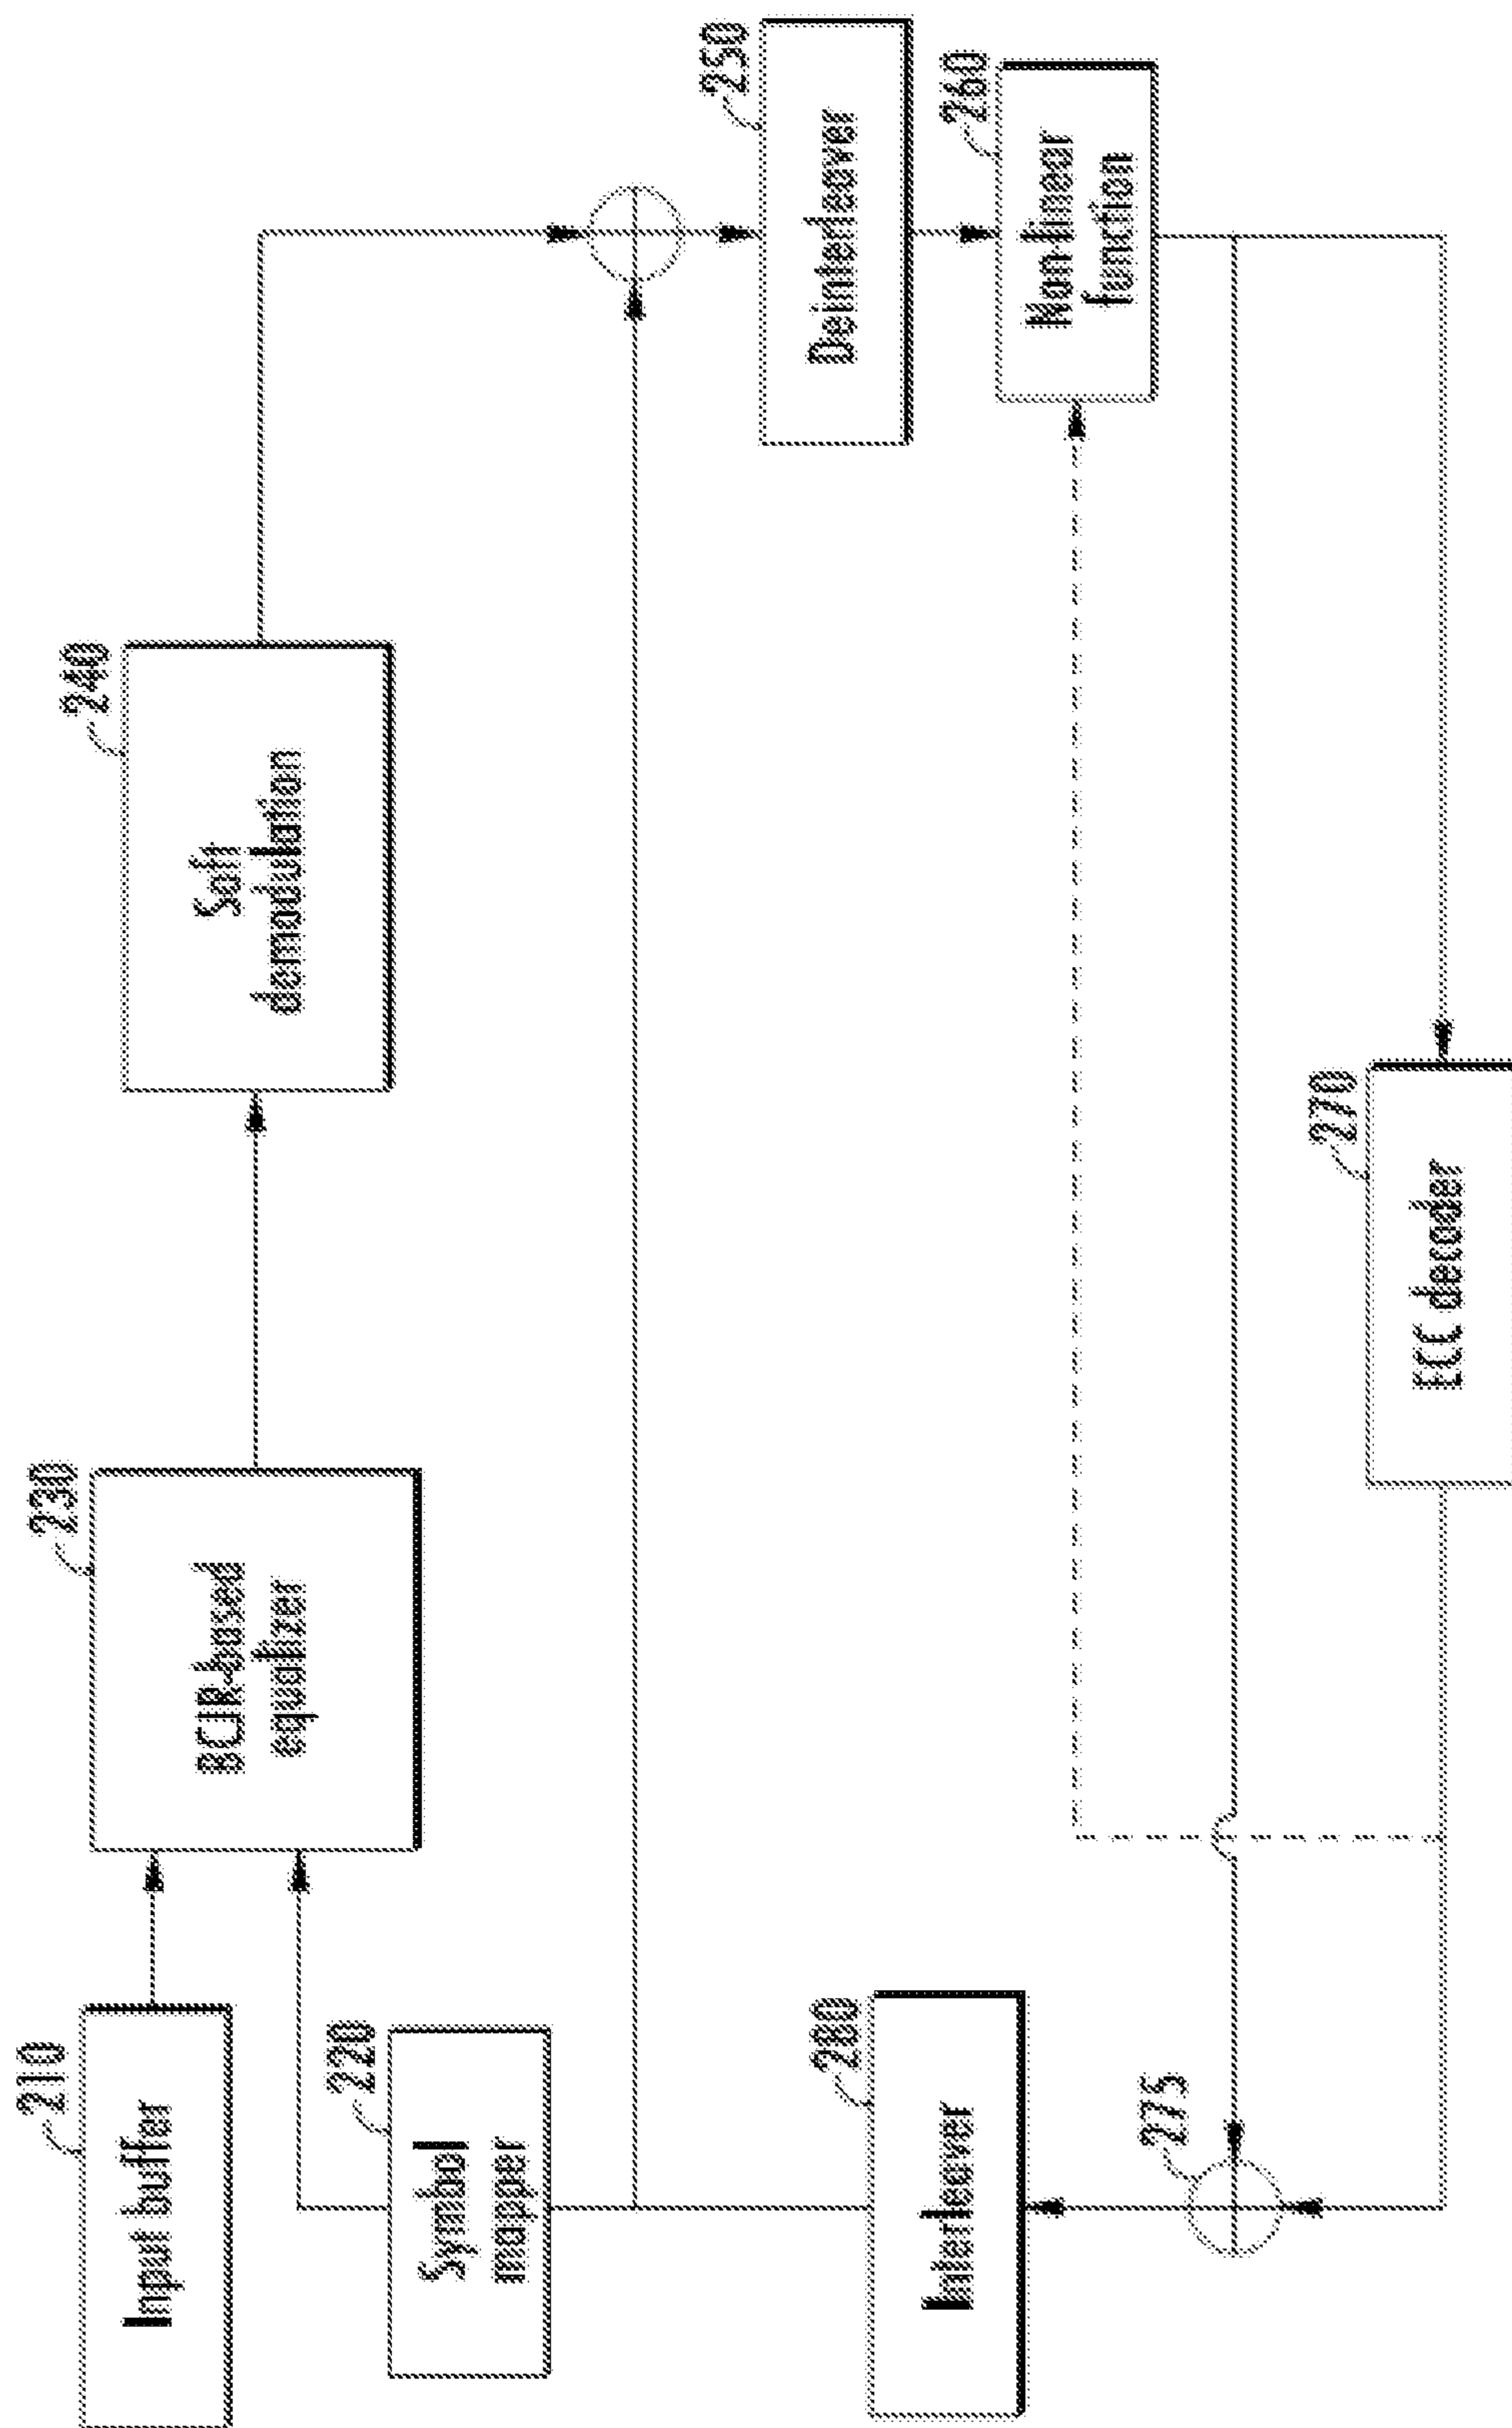 210
Input buffer
230
BCJR-based
equalizer
240
Soft
demodulation
220
Symbol
mapper
250
Deinterleaver
260
Non-linear
function
280
Interleaver
275
270
ECC decoder